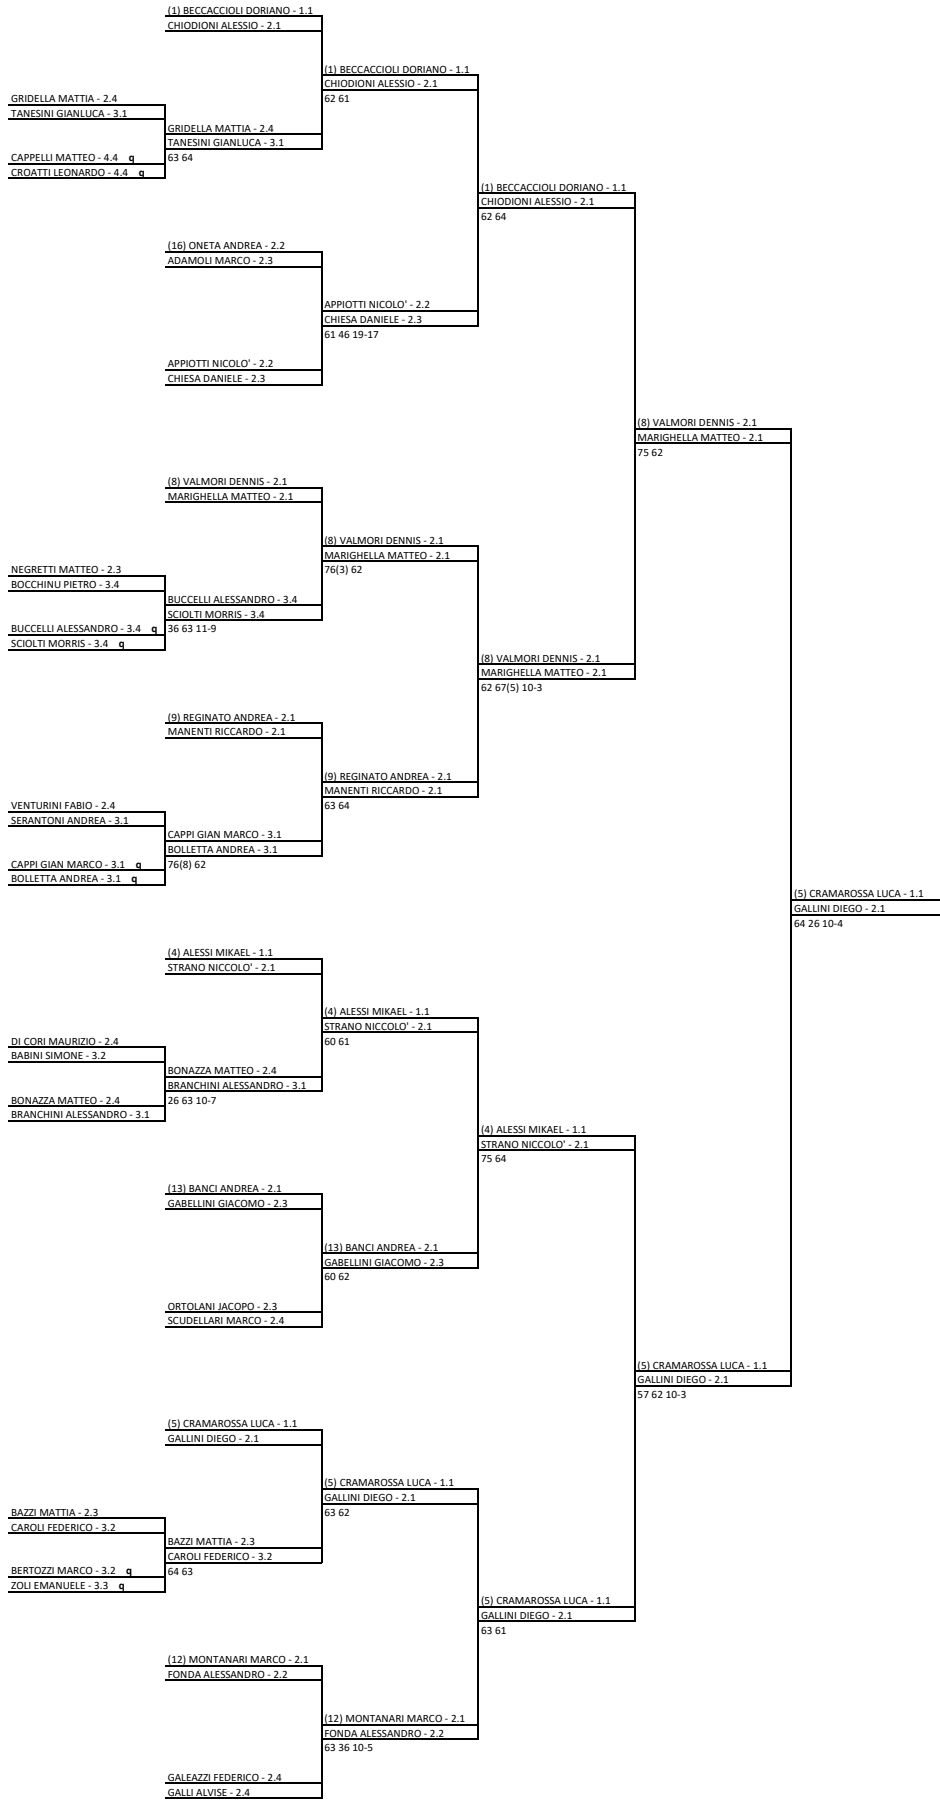 (1) BECCACCIOLI DORIANO - 1.1
CHIODIONI ALESSIO - 2.1
(1) BECCACCIOLI DORIANO - 1.1
CHIODIONI ALESSIO - 2.1
62 61
GRIDELLA MATTIA - 2.4
TANESINI GIANLUCA - 3.1
GRIDELLA MATTIA - 2.4
TANESINI GIANLUCA - 3.1
63 64
CAPPELLI MATTEO - 4.4 q
CROATTI LEONARDO - 4.4 q
(1) BECCACCIOLI DORIANO - 1.1
CHIODIONI ALESSIO - 2.1
62 64
(16) ONETA ANDREA - 2.2
ADAMOLI MARCO - 2.3
APPIOTTI NICOLO' - 2.2
CHIESA DANIELE - 2.3
61 46 19-17
APPIOTTI NICOLO' - 2.2
CHIESA DANIELE - 2.3
(8) VALMORI DENNIS - 2.1
MARIGHELLA MATTEO - 2.1
75 62
(8) VALMORI DENNIS - 2.1
MARIGHELLA MATTEO - 2.1
(8) VALMORI DENNIS - 2.1
MARIGHELLA MATTEO - 2.1
76(3) 62
NEGRETTI MATTEO - 2.3
BOCCHINU PIETRO - 3.4
BUCCELLI ALESSANDRO - 3.4
SCIOLTI MORRIS - 3.4
36 63 11-9
BUCCELLI ALESSANDRO - 3.4 q
SCIOLTI MORRIS - 3.4 q
(8) VALMORI DENNIS - 2.1
MARIGHELLA MATTEO - 2.1
62 67(5) 10-3
(9) REGINATO ANDREA - 2.1
MANENTI RICCARDO - 2.1
(9) REGINATO ANDREA - 2.1
MANENTI RICCARDO - 2.1
63 64
VENTURINI FABIO - 2.4
SERANTONI ANDREA - 3.1
CAPPI GIAN MARCO - 3.1
BOLLETTA ANDREA - 3.1
76(8) 62
CAPPI GIAN MARCO - 3.1 q
BOLLETTA ANDREA - 3.1 q
(5) CRAMAROSSA LUCA - 1.1
GALLINI DIEGO - 2.1
64 26 10-4
(4) ALESSI MIKAEL - 1.1
STRANO NICCOLO' - 2.1
(4) ALESSI MIKAEL - 1.1
STRANO NICCOLO' - 2.1
60 61
DI CORI MAURIZIO - 2.4
BABINI SIMONE - 3.2
BONAZZA MATTEO - 2.4
BRANCHINI ALESSANDRO - 3.1
26 63 10-7
BONAZZA MATTEO - 2.4
BRANCHINI ALESSANDRO - 3.1
(4) ALESSI MIKAEL - 1.1
STRANO NICCOLO' - 2.1
75 64
(13) BANCI ANDREA - 2.1
GABELLINI GIACOMO - 2.3
(13) BANCI ANDREA - 2.1
GABELLINI GIACOMO - 2.3
60 62
ORTOLANI JACOPO - 2.3
SCUDELLARI MARCO - 2.4
(5) CRAMAROSSA LUCA - 1.1
GALLINI DIEGO - 2.1
57 62 10-3
(5) CRAMAROSSA LUCA - 1.1
GALLINI DIEGO - 2.1
(5) CRAMAROSSA LUCA - 1.1
GALLINI DIEGO - 2.1
63 62
BAZZI MATTIA - 2.3
CAROLI FEDERICO - 3.2
BAZZI MATTIA - 2.3
CAROLI FEDERICO - 3.2
64 63
BERTOZZI MARCO - 3.2 q
ZOLI EMANUELE - 3.3 q
(5) CRAMAROSSA LUCA - 1.1
GALLINI DIEGO - 2.1
63 61
(12) MONTANARI MARCO - 2.1
FONDA ALESSANDRO - 2.2
(12) MONTANARI MARCO - 2.1
FONDA ALESSANDRO - 2.2
63 36 10-5
GALEAZZI FEDERICO - 2.4
GALLI ALVISE - 2.4